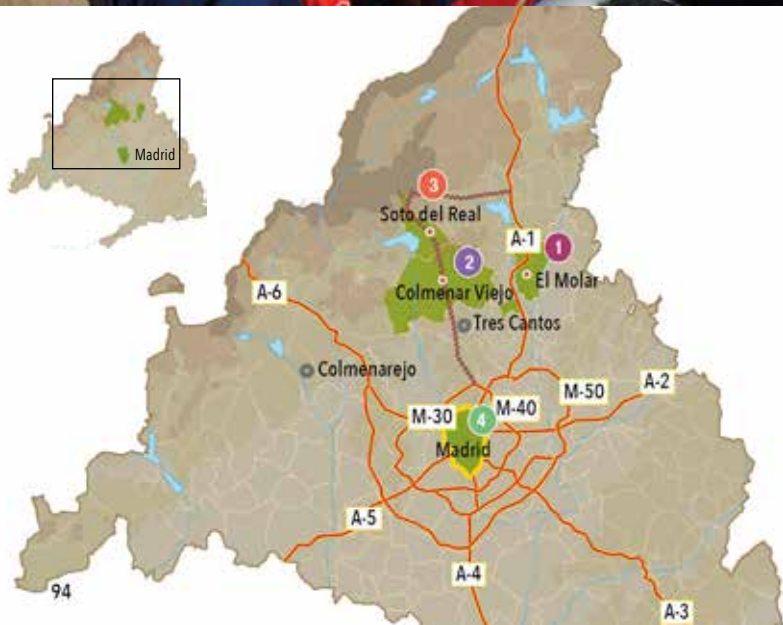 Madrid
3
Soto del Real
A-1
1
2
El Molar
A-6
Colmenar Viejo
Tres Cantos
Colmenarejo
A-2
M-50
M-30
M-40
4
Madrid
A-5
A-4
94
A-3